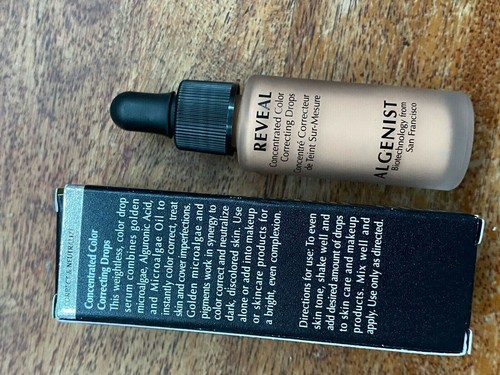 REVEAL
Concentrated Color
Correcting Drops
Concentré Correcteur
de Teint Sur-Mesure
ALGENIST
Biotechnology from
San Francisco
Concentrated Color
Correcting Drops
This weightless, color drop
serum combines golden
microalgae, Alguronic Acid,
and Microalgae Oil to
instantly color correct, treat
skin and cover imperfections.
Golden microalgae and
pigments work in synergy to
color correct and neutralize
dark, discolored skin. Use
alone or add into makeup
or skincare products for
a bright, even complexion.
Directions for use: To even
skin tone, shake well and
add desired amount of drops
to skin care and makeup
products. Mix well and
apply. Use only as directed.